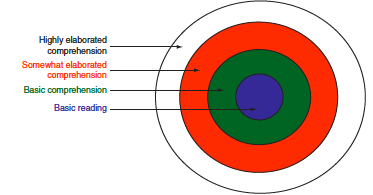 Highly elaborated
comprehension
Somewhat elaborated
comprehension
Basic comprehension
Basic reading